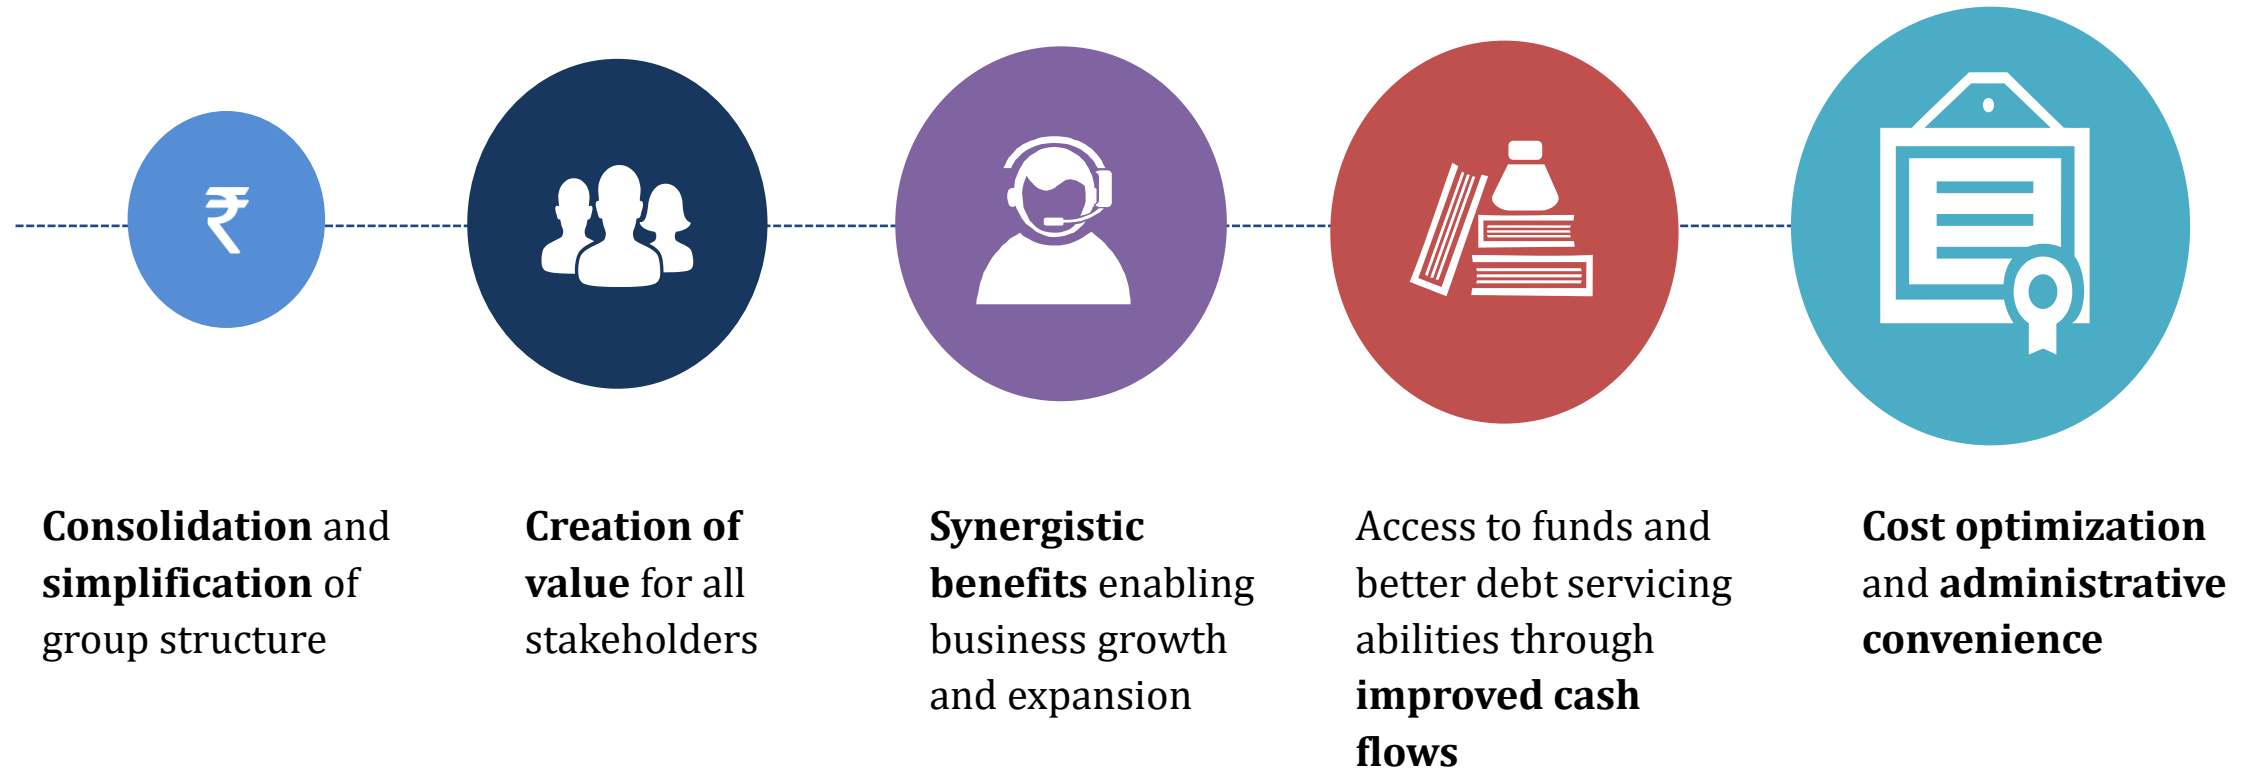 ₹
Consolidation and
simplification of
group structure
Creation of
value for all
stakeholders
Synergistic
benefits enabling
business growth
and expansion
Access to funds and
better debt servicing
abilities through
improved cash
flows
Cost optimization
and administrative
convenience